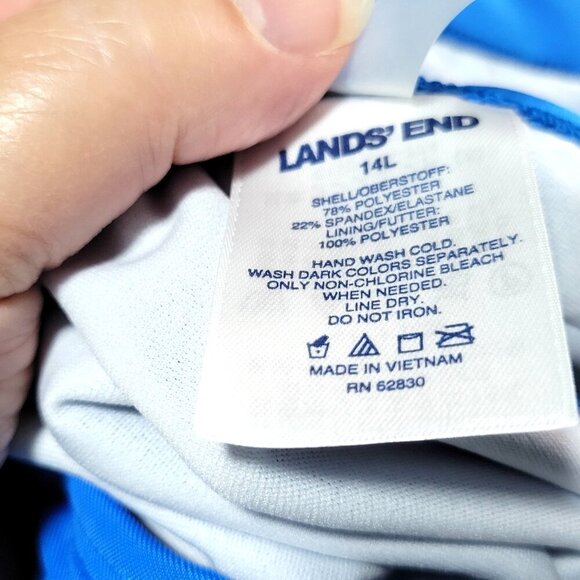 LANDS' END
14L
SHELL/OBERSTOFF:
78% POLYESTER
22% SPANDEX/ELASTANE
LINING/FUTTER:
100% POLYESTER
HAND WASH COLD.
WASH DARK COLORS SEPARATELY.
ONLY NON-CHLORINE BLEACH
WHEN NEEDED.
LINE DRY.
DO NOT IRON.
MADE IN VIETNAM
RN 62830